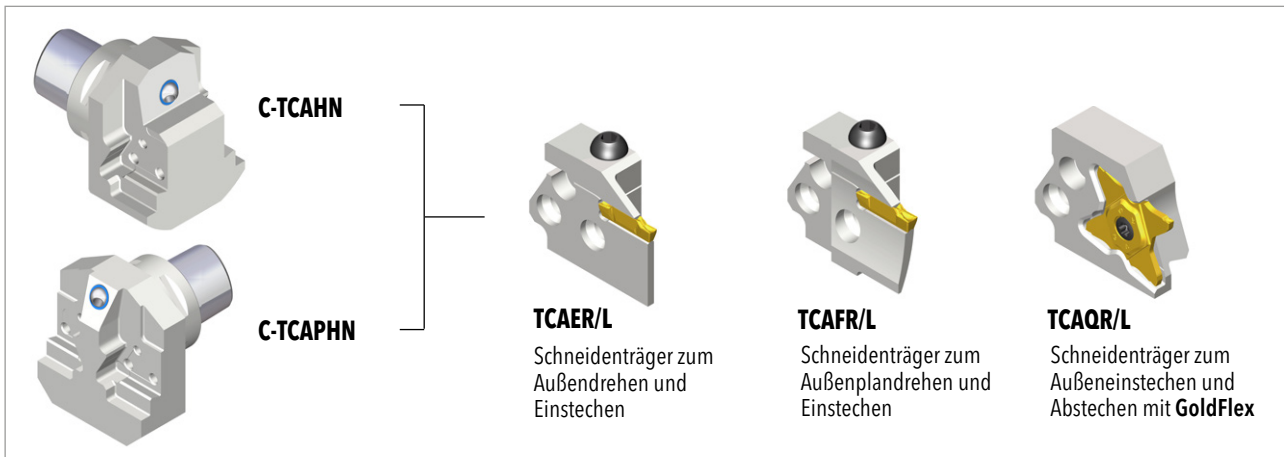 C-TCAHN
C-TCAPHN
TCAER/L
Schneidenträger zum
Außendrehen und
Einstechen
TCAFR/L
Schneidenträger zum
Außenplandrehen und
Einstechen
TCAQR/L
Schneidenträger zum
Außeneinstechen und
Abstechen mit GoldFlex